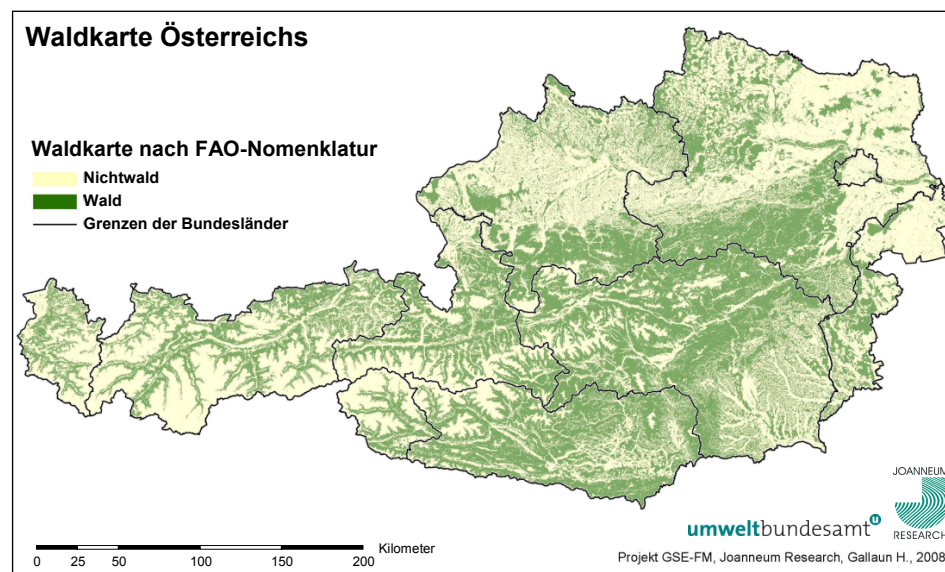 Waldkarte Österreichs
Waldkarte nach FAO-Nomenklatur
Nichtwald
Wald
Grenzen der Bundesländer
JOANNEUM
RESEARCH
umweltbundesamt u
Kilometer
0 25 50 100 150 200
Projekt GSE-FM, Joanneum Research, Gallaun H., 2008